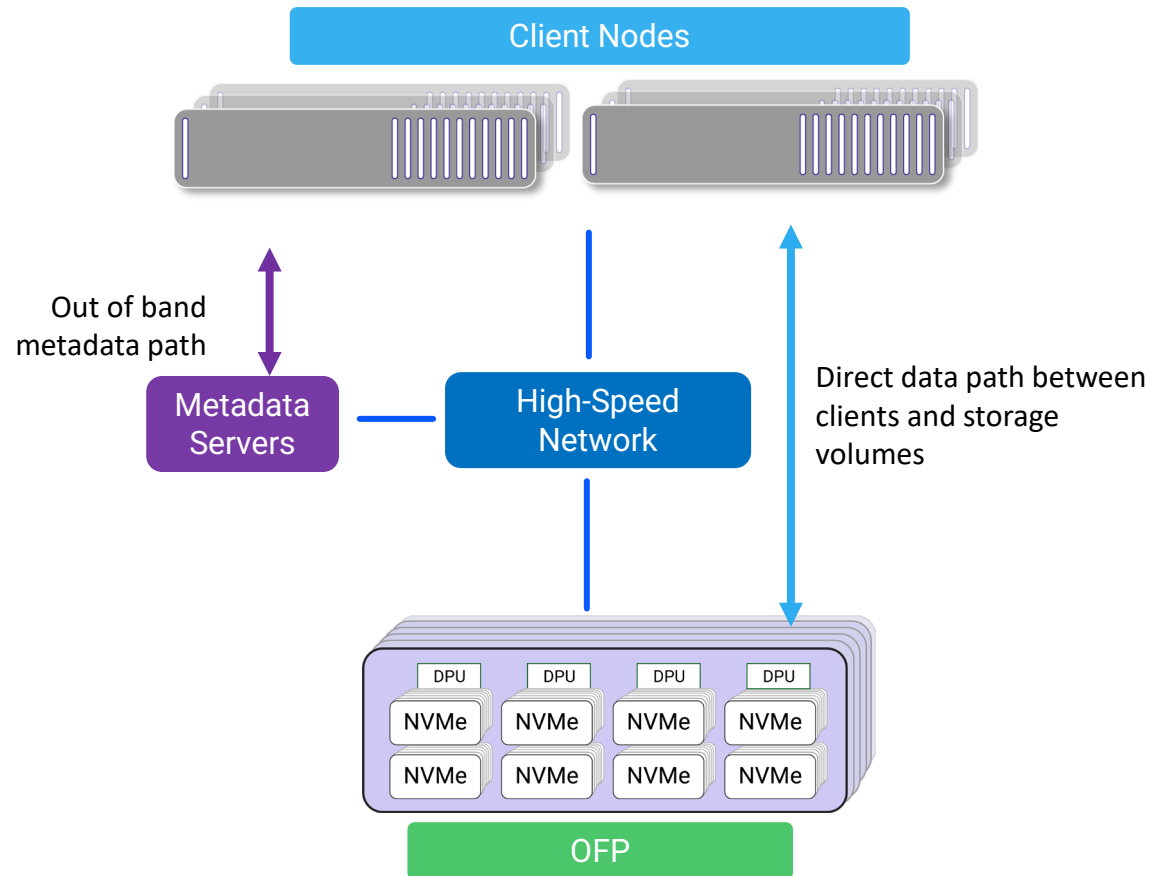 Client Nodes
Out of band
metadata path
Metadata
Servers
High-Speed
Network
Direct data path between
clients and storage
volumes
DPU DPU DPU DPU
NVMe NVMe NVMe NVMe
NVMe NVMe NVMe NVMe
OFP